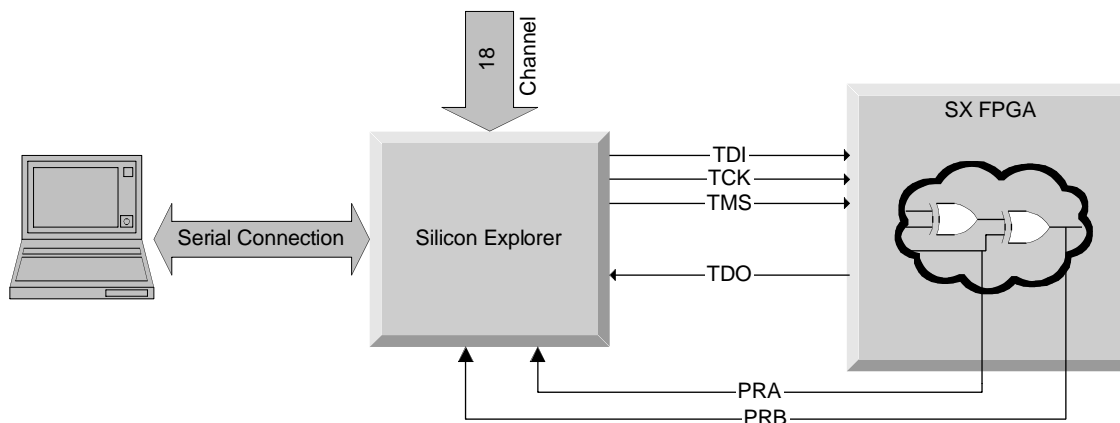 18
Channel
SX FPGA
TDI
TCK
TMS
Serial Connection
Silicon Explorer
TDO
PRA
PRB